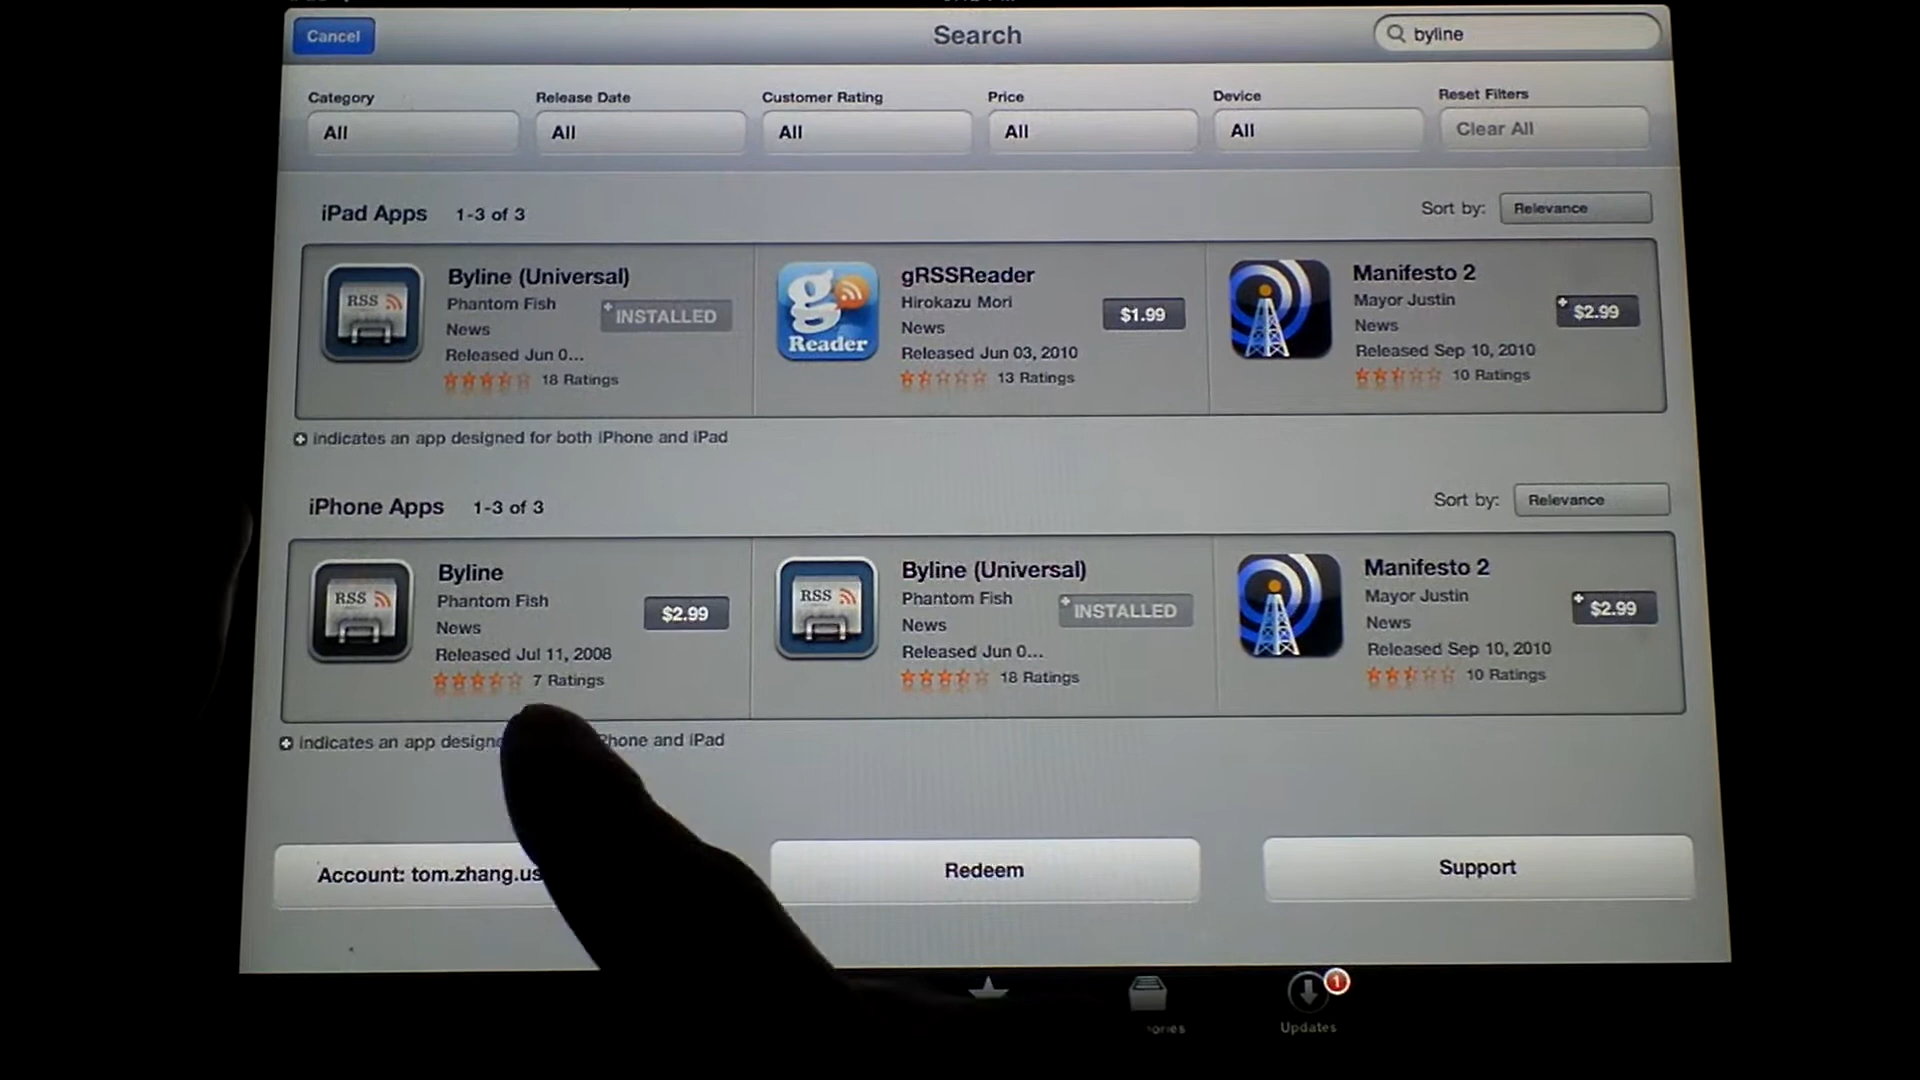 Cancel
Search
byline
Category
Release Date
Customer Rating
Price
Device
Reset Filters
All
All
All
All
All
Clear All
iPad Apps 1-3 of 3
Sort by: Relevance
RSS
Byline (Universal)
Phantom Fish
INSTALLED
News
Released Jun 0...
18 Ratings
g
Reader
gRSSReader
Hirokazu Mori
$1.99
News
Released Jun 03, 2010
13 Ratings
Manifesto 2
Mayor Justin
$2.99
News
Released Sep 10, 2010
10 Ratings
indicates an app designed for both iPhone and iPad
iPhone Apps 1-3 of 3
Sort by: Relevance
RSS
Byline
Phantom Fish
$2.99
News
Released Jul 11, 2008
7 Ratings
RSS
Byline (Universal)
Phantom Fish
INSTALLED
News
Released Jun 0...
18 Ratings
Manifesto 2
Mayor Justin
$2.99
News
Released Sep 10, 2010
10 Ratings
indicates an app designe Phone and iPad
Account: tom.zhang.us
Redeem
Support
1
ories
Updates